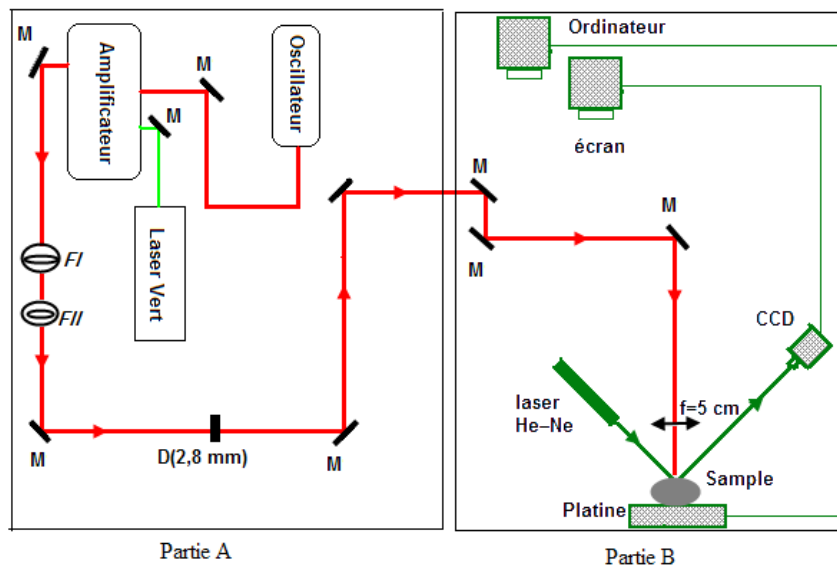 M
Amplificateur
M
Oscillateur
M
Laser Vert
FI
FII
M
D(2,8 mm)
M
Partie A
Ordinateur
écran
M
M
M
CCD
laser
He–Ne
f=5 cm
Sample
Platine
Partie B